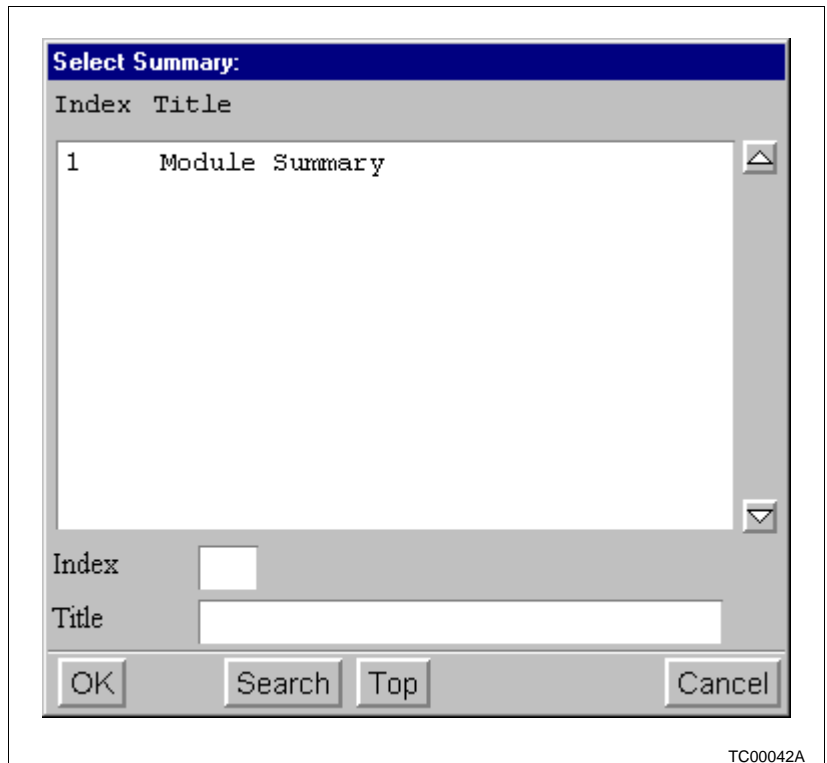 Select Summary:
Index Title
1 Module Summary
Index
Title
OK Search Top Cancel
TC00042A